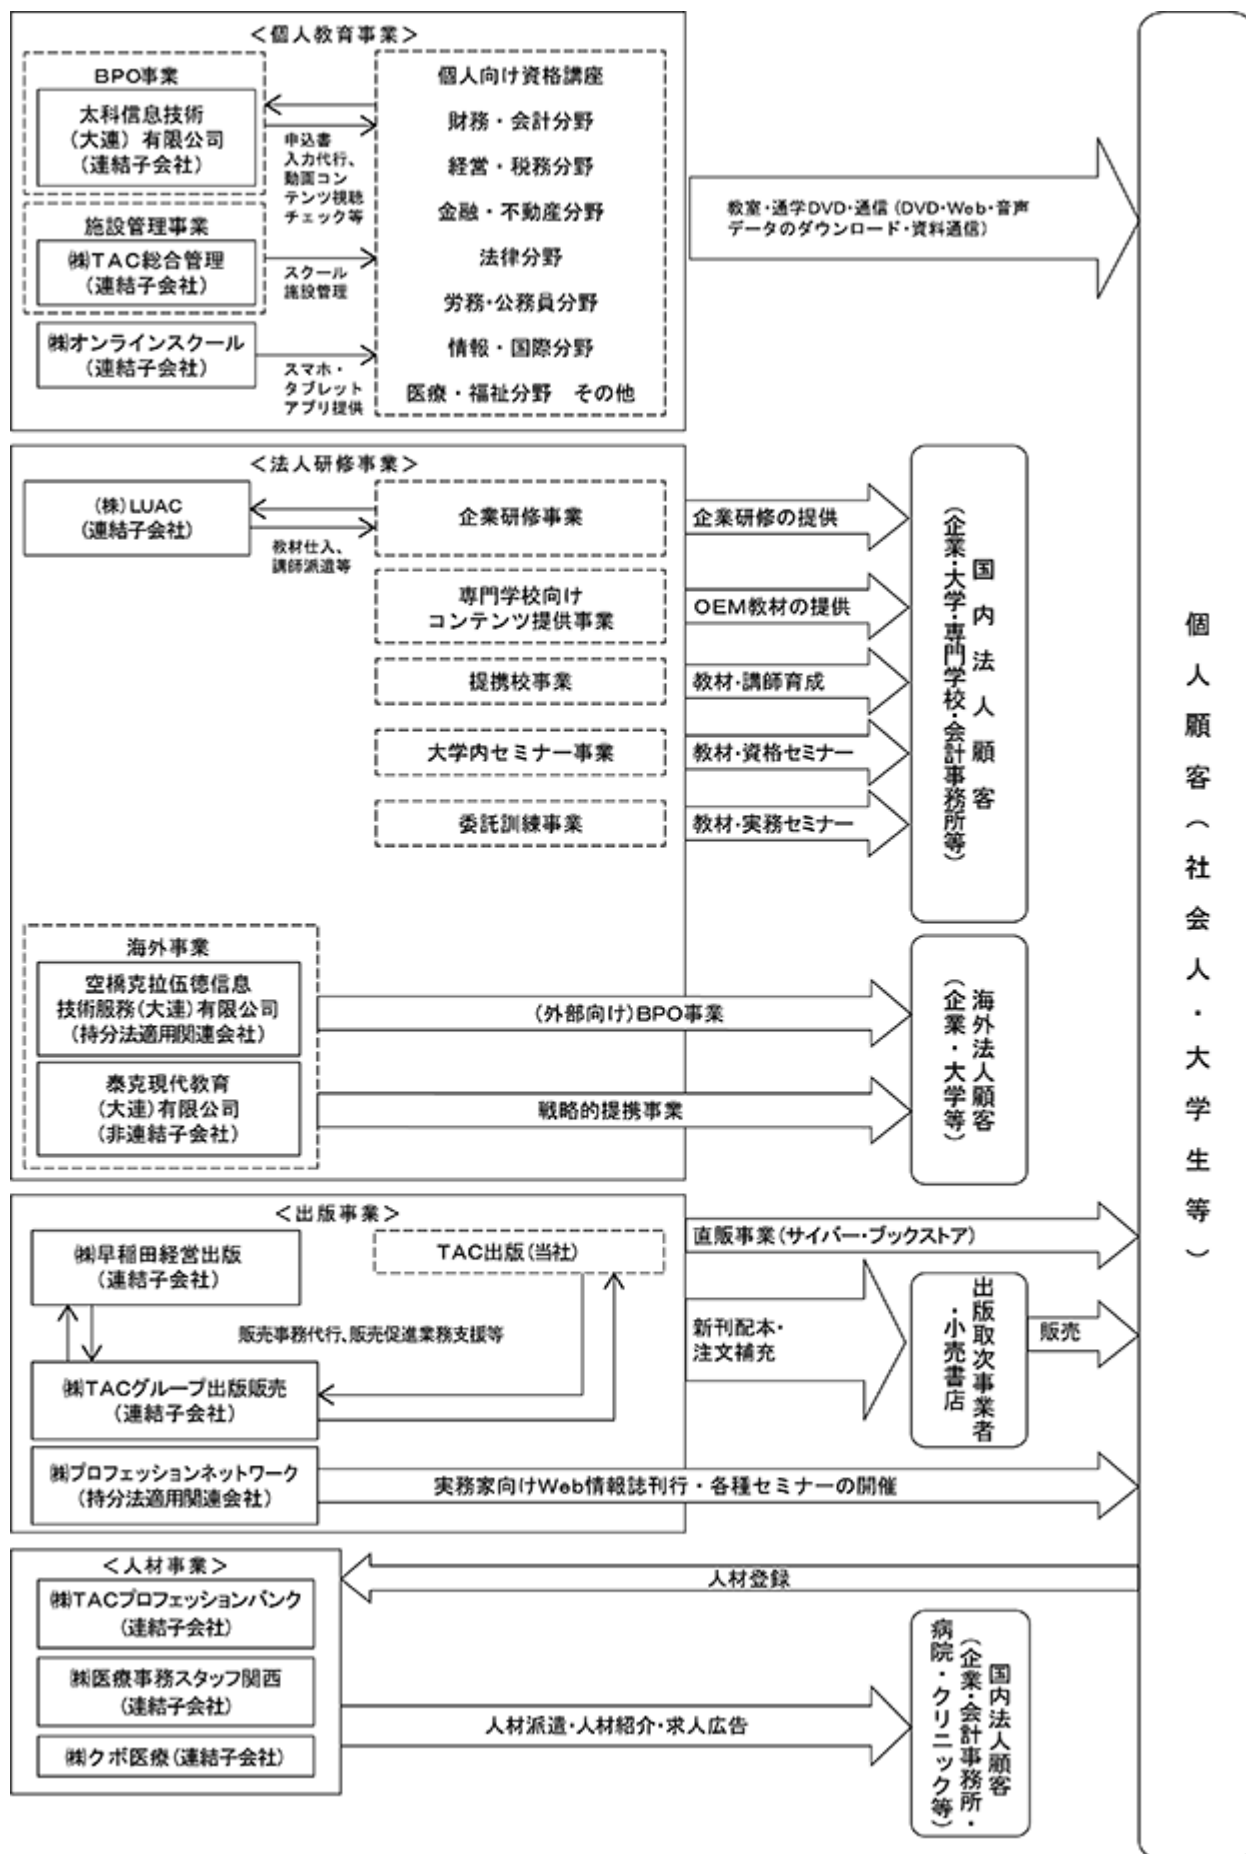 ＜個人教育事業＞
BPO事業
太科信息技術
（大連）有限公司
（連結子会社）
申込書
入力代行、
動画コン
テンツ視聴
チェック等
施設管理事業
㈱TAC総合管理
（連結子会社）
スクール
施設管理
㈱オンラインスクール
（連結子会社）
スマホ・
タブレット
アプリ提供
個人向け資格講座
財務・会計分野
経営・税務分野
金融・不動産分野
法律分野
労務・公務員分野
情報・国際分野
医療・福祉分野　その他
教室・通学DVD・通信（DVD・Web・音声
データのダウンロード・資料通信）
＜法人研修事業＞
（株）LUAC
（連結子会社）
教材仕入、
講師派遣等
企業研修事業
企業研修の提供
専門学校向け
コンテンツ提供事業
OEM教材の提供
提携校事業
教材・講師育成
大学内セミナー事業
教材・資格セミナー
委託訓練事業
教材・実務セミナー
国内法人顧客
（企業・大学・専門学校・会計事務所等）
海外事業
空橋克拉伍徳信息
技術服務（大連）有限公司
（持分法適用関連会社）
（外部向け）BPO事業
泰克現代教育
（大連）有限公司
（非連結子会社）
戦略的提携事業
海外法人顧客
（企業・大学等）
＜出版事業＞
㈱早稲田経営出版
（連結子会社）
TAC出版（当社）
販売事務代行、販売促進業務支援等
㈱TACグループ出版販売
（連結子会社）
㈱プロフェッションネットワーク
（持分法適用関連会社）
直販事業（サイバー・ブックストア）
新刊配本・
注文補充
出版取次事業者
・小売書店
販売
実務家向けWeb情報誌刊行・各種セミナーの開催
＜人材事業＞
㈱TACプロフェッションバンク
（連結子会社）
㈱医療事務スタッフ関西
（連結子会社）
㈱クボ医療（連結子会社）
人材登録
人材派遣・人材紹介・求人広告
国内法人顧客
（企業・会計事務所・
病院・クリニック等）
個人顧客（社会人・大学生等）